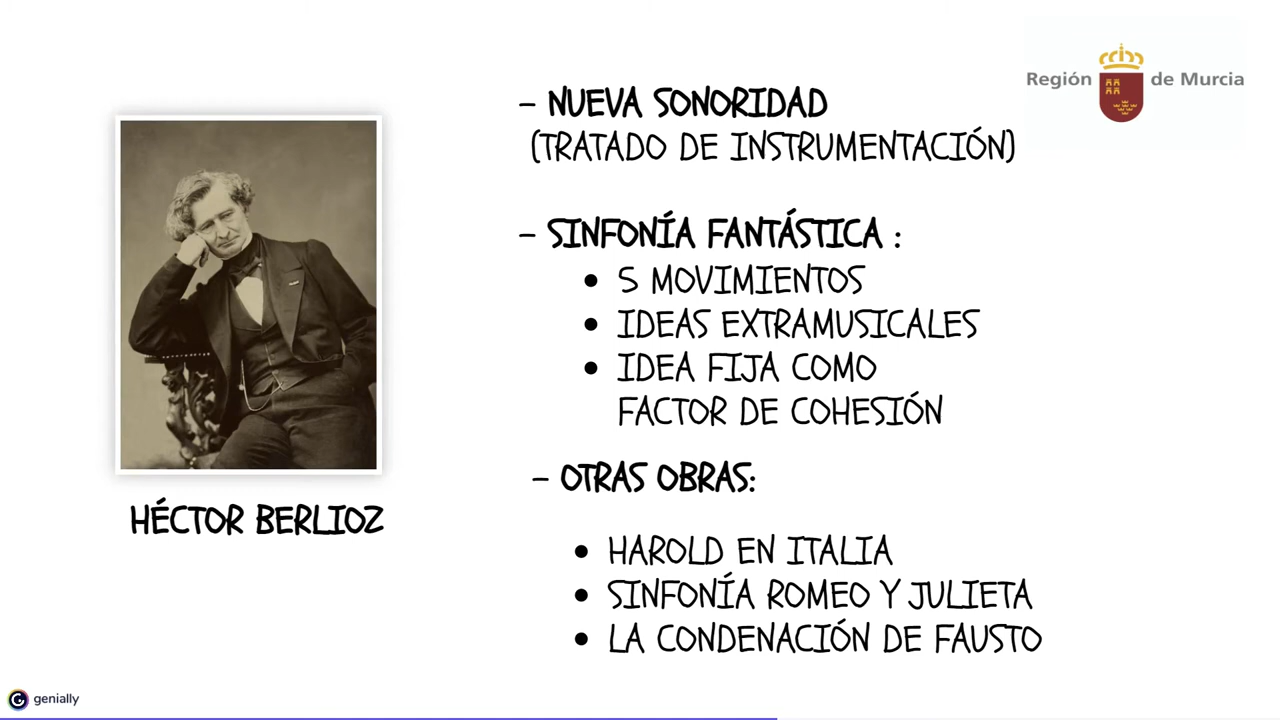 Región de Murcia
- NUEVA SONORIDAD
(TRATADO DE INSTRUMENTACIÓN)
- SINFONÍA FANTÁSTICA :
• 5 MOVIMIENTOS
• IDEAS EXTRAMUSICALES
• IDEA FIJA COMO
FACTOR DE COHESIÓN
- OTRAS OBRAS:
HÉCTOR BERLIOZ
• HAROLD EN ITALIA
• SINFONÍA ROMEO Y JULIETA
• LA CONDENACIÓN DE FAUSTO
genially